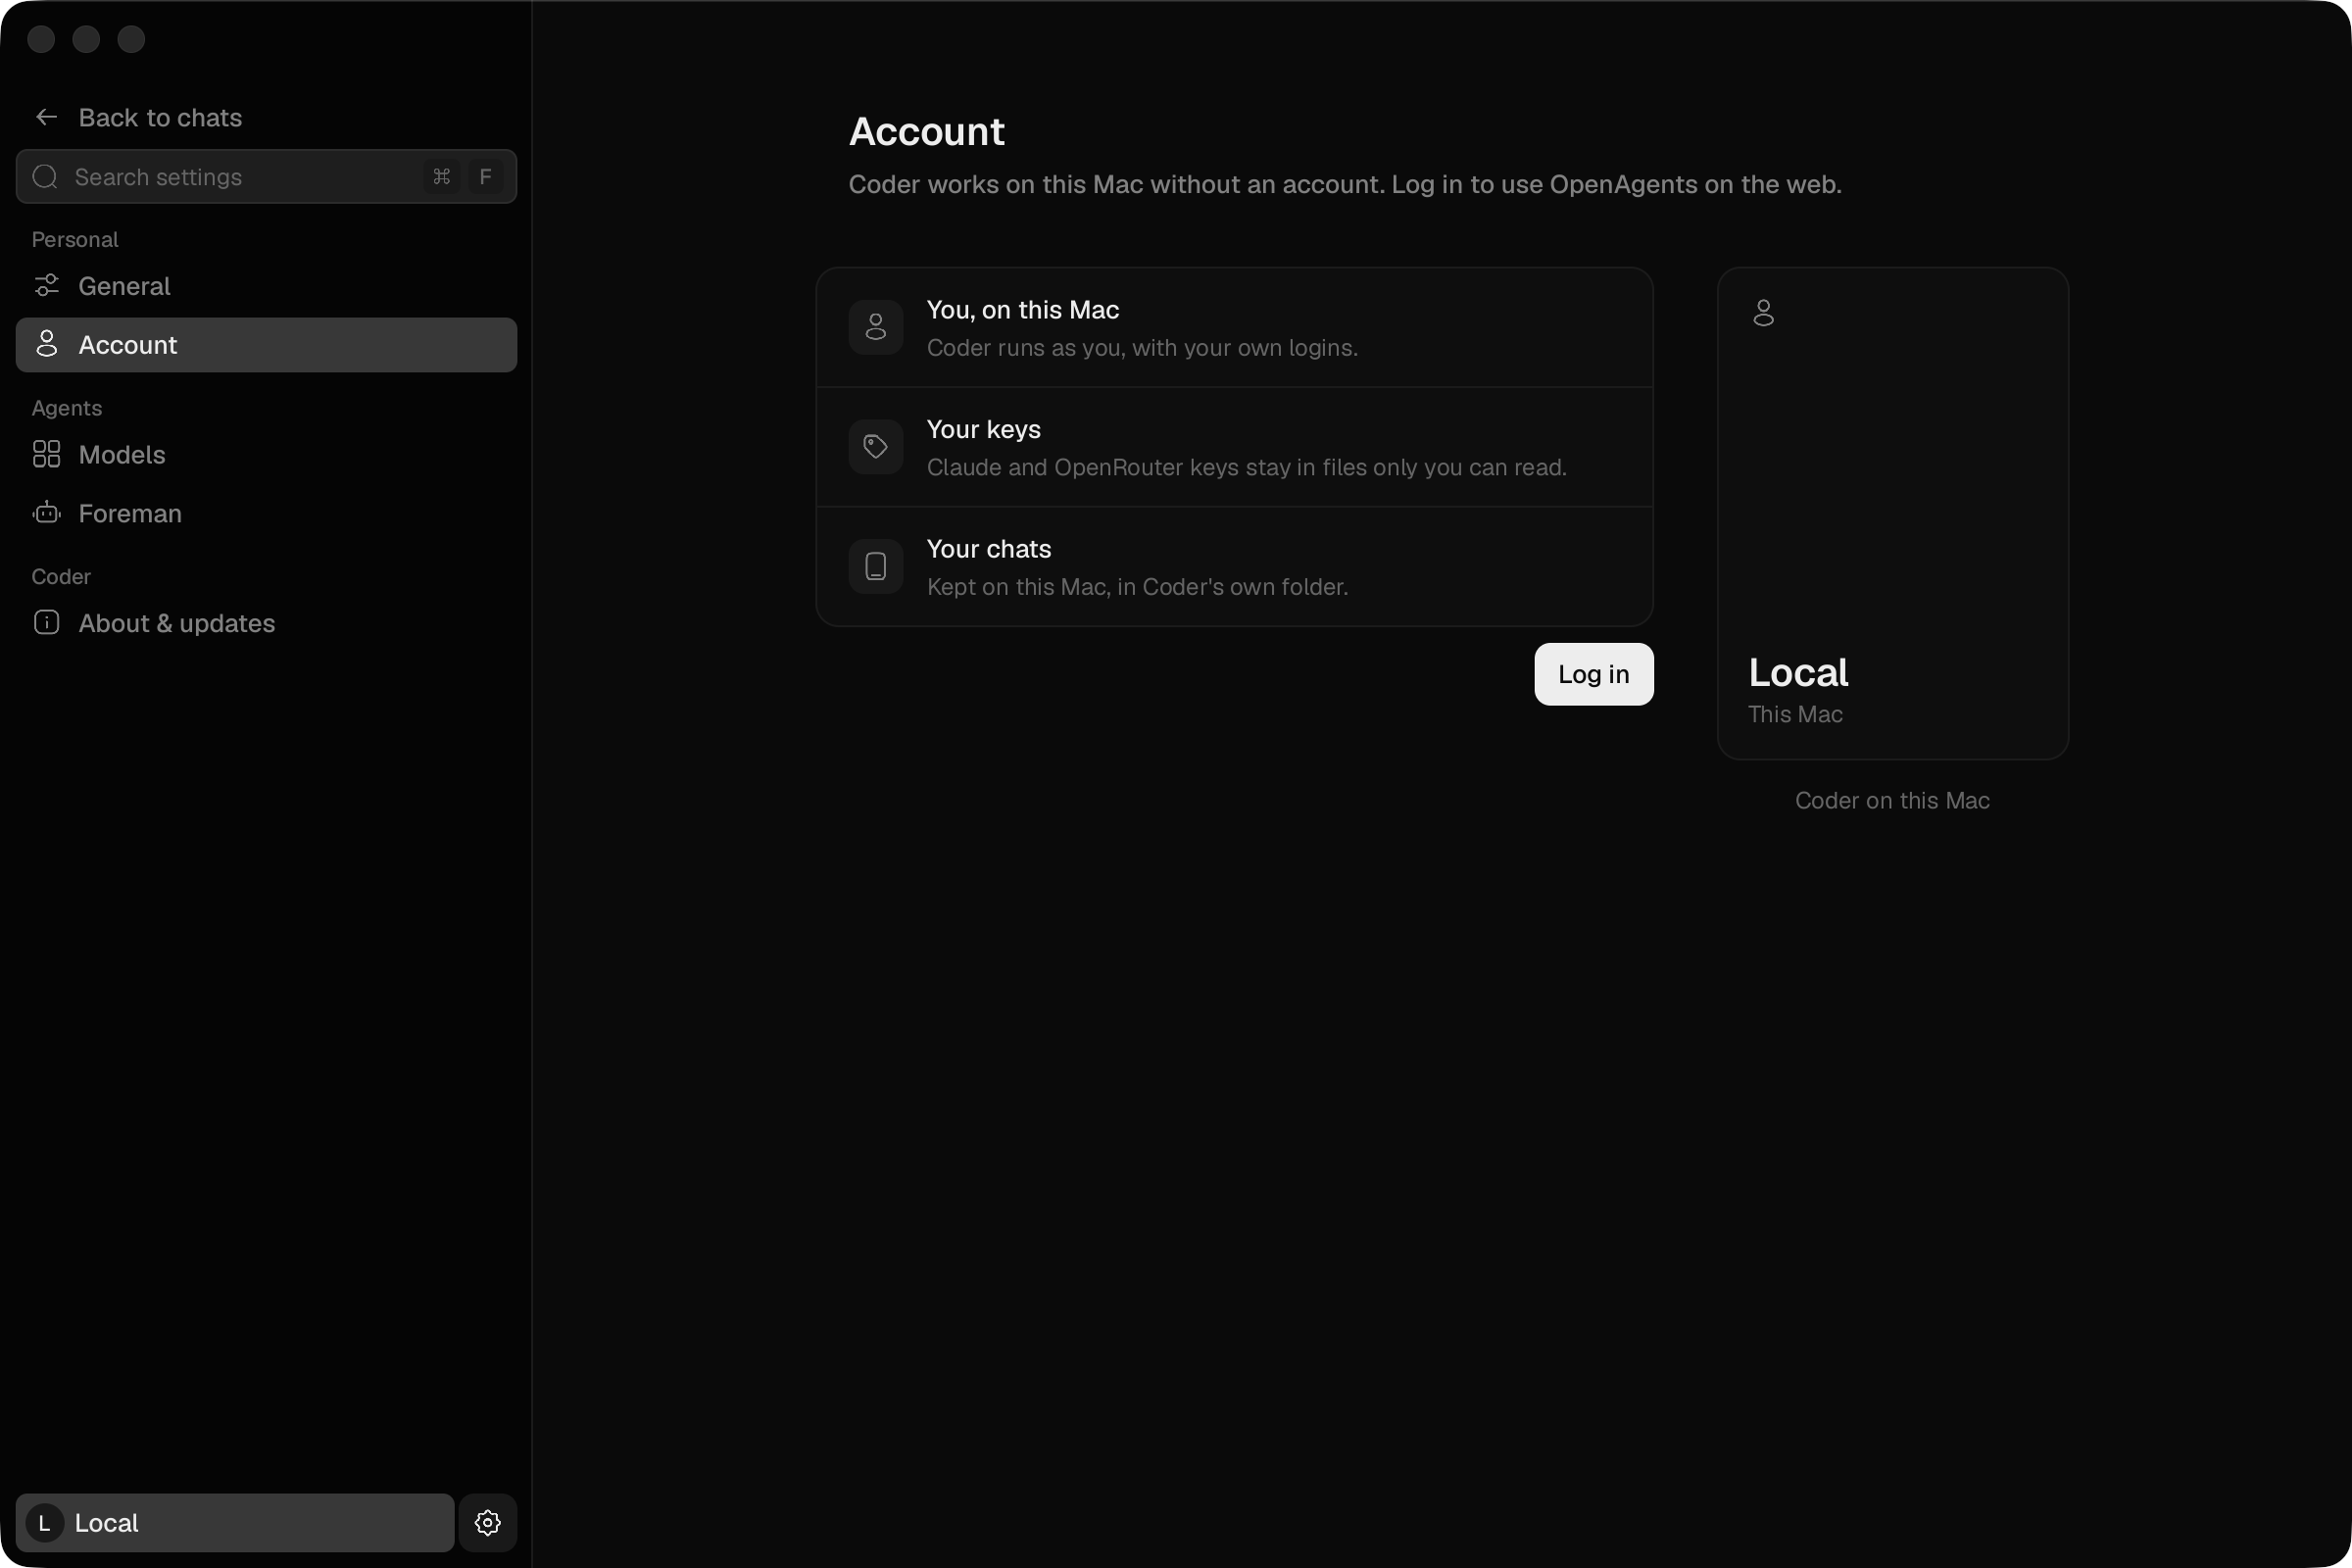 Back to chats
Search settings ⌘ F
Personal
General
Account
Agents
Models
Foreman
Coder
About & updates
L Local
Account
Coder works on this Mac without an account. Log in to use OpenAgents on the web.
You, on this Mac
Coder runs as you, with your own logins.
Your keys
Claude and OpenRouter keys stay in files only you can read.
Your chats
Kept on this Mac, in Coder's own folder.
Log in
Local
This Mac
Coder on this Mac